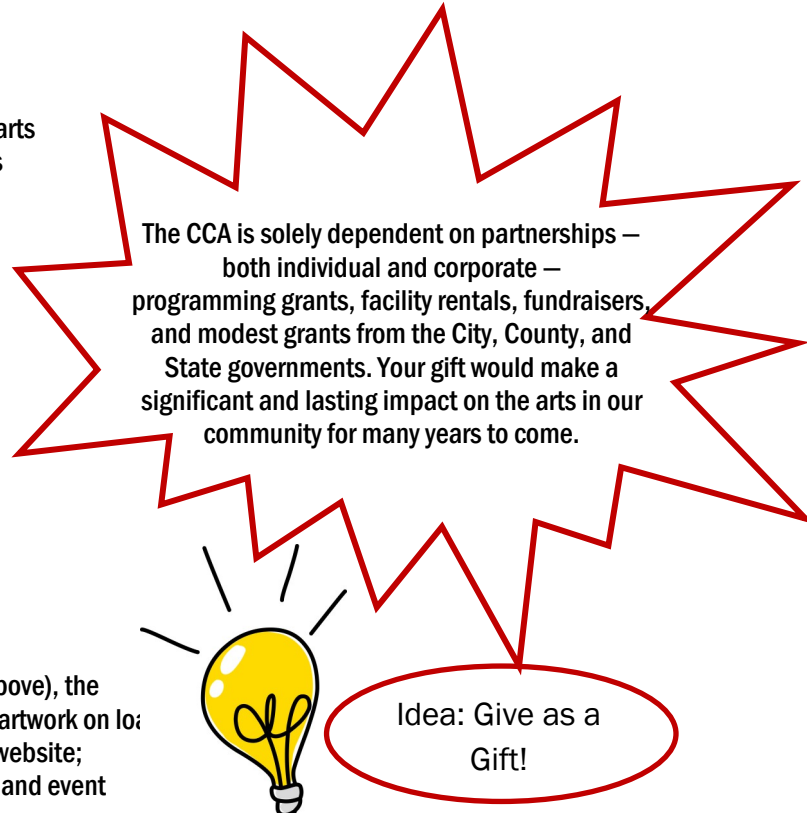 arts
The CCA is solely dependent on partnerships —
both individual and corporate —
programming grants, facility rentals, fundraisers,
and modest grants from the City, County, and
State governments. Your gift would make a
significant and lasting impact on the arts in our
community for many years to come.
bove), the
artwork on
website;
and event
Idea: Give as a
Gift!